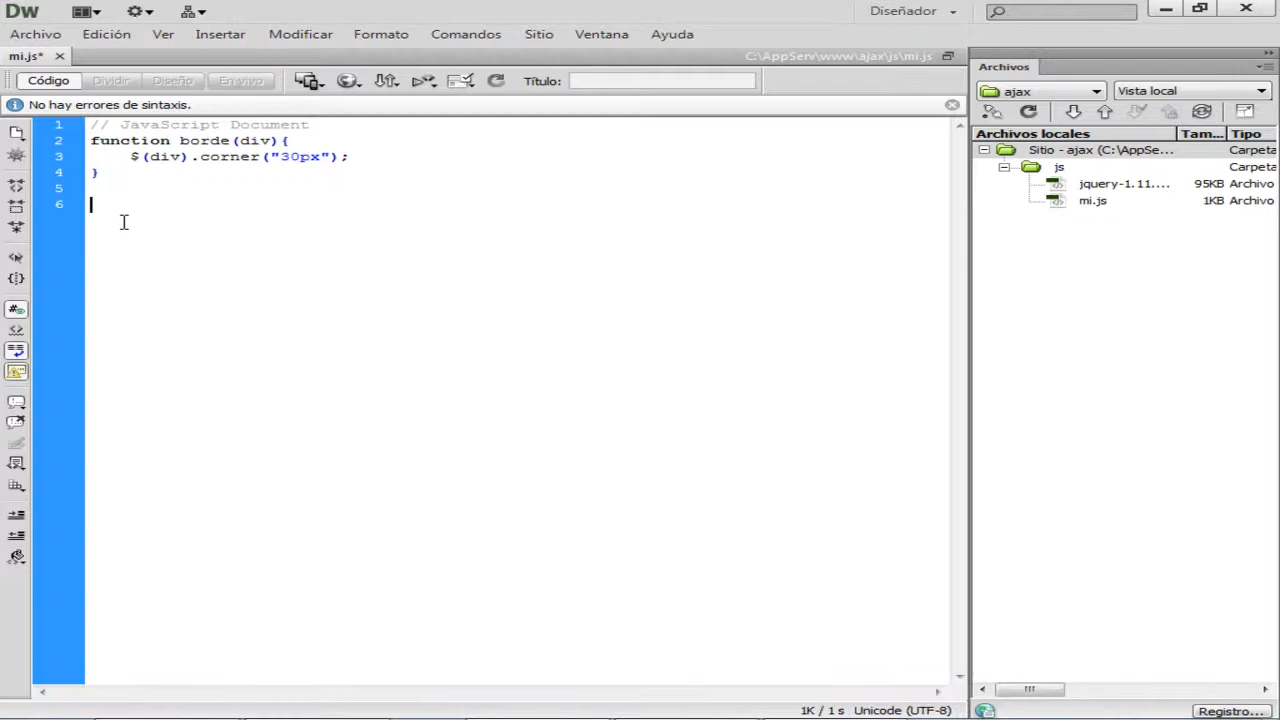 Dw
Diseñador
Archivo Edición Ver Insertar Modificar Formato Comandos Sitio Ventana Ayuda
mi.js*
C:\AppServ\www\ajax\js\mi.js
Código Dividir Diseño En vivo Título:
No hay errores de sintaxis.
1 // JavaScript Document
2 function borde(div){
3 $(div).corner("30px");
4 }
5
6
1K / 1 s Unicode (UTF-8)
Archivos
ajax Vista local
Archivos locales Tam... Tipo
Sitio - ajax (C:\AppSe... Carpeta
js Carpeta
jquery-1.11.... 95KB Archivo
mi.js 1KB Archivo
Registro...